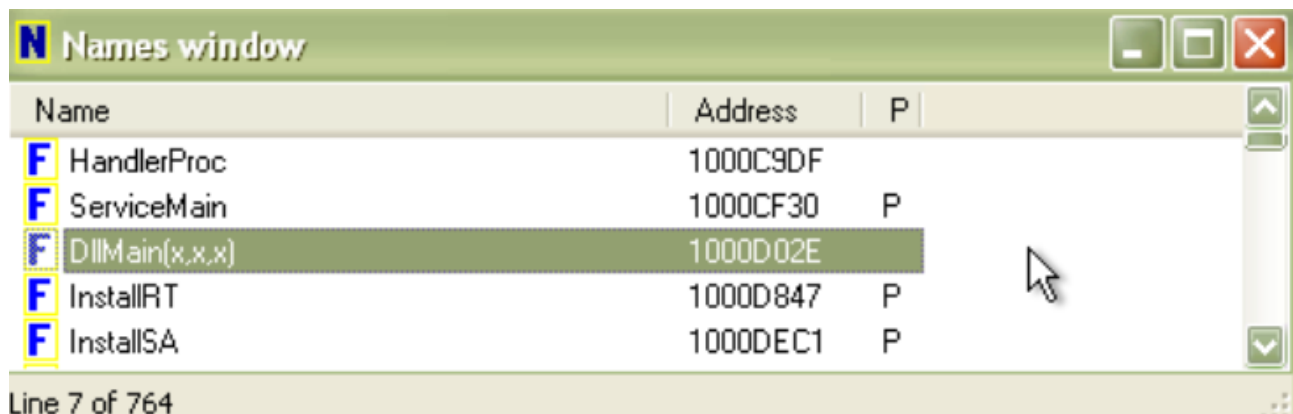 N Names window
Name Address P
F HandlerProc 1000C9DF
F ServiceMain 1000CF30 P
F DllMain(x,x,x) 1000D02E
F InstallRT 1000D847 P
F InstallSA 1000DEC1 P
Line 7 of 764